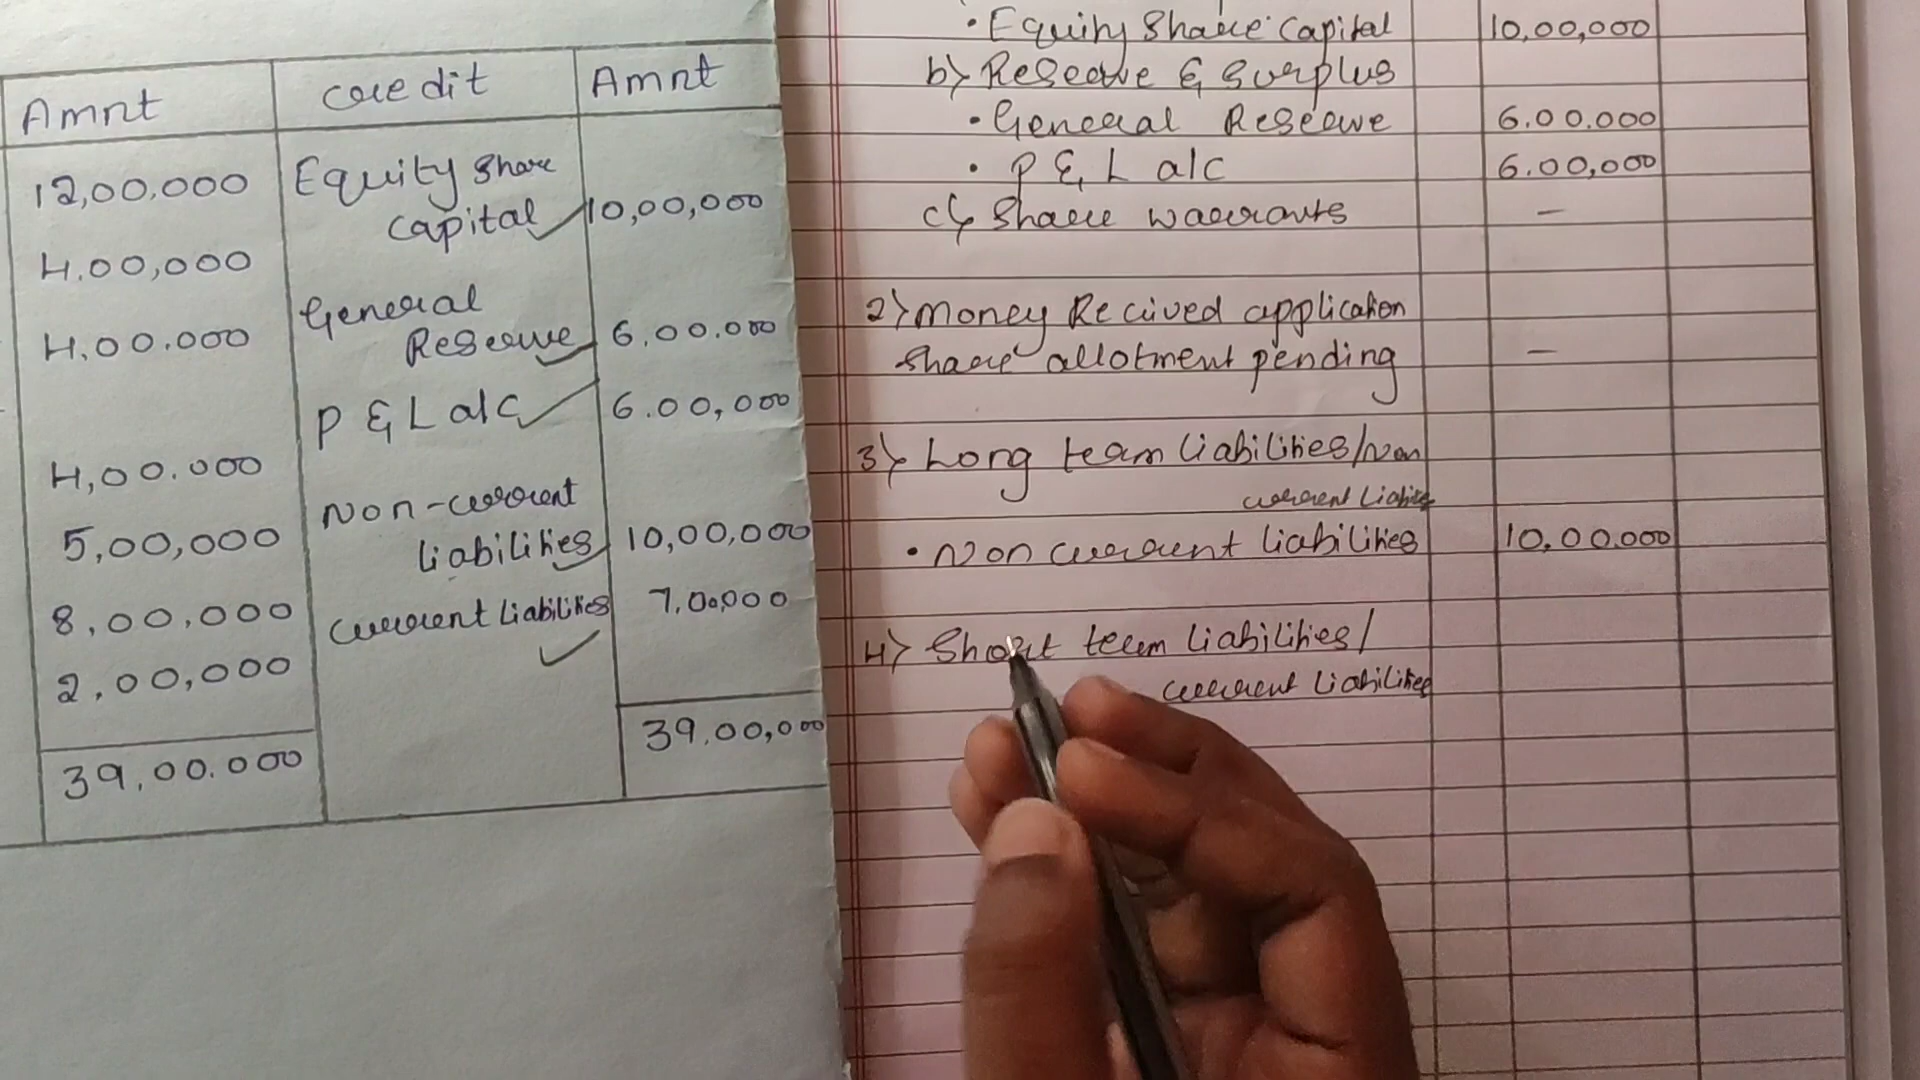 Amnt credit Amnt
12,00,000 Equity share
capital 10,00,000
4.00,000
General
4,00.000 Reserve 6.00.000
P & L a/c 6.00,000
4,00.000
Non-current
5,00,000 liabilities 10,00,000
8,00,000 current liabilities 7,00,000
2,00,000
39,00,000
39,00.000
• Equity Share Capital 10,00,000
b) Reserve & surplus
• General Reserve 6.00.000
• P & L a/c 6.00,000
c) Share warrants —
2) Money Recived application
share allotment pending —
3) Long team liabilities/Non
current Liabilities
• Non current liabilities 10,00.000
4) Short term liabilities/
current liabilities